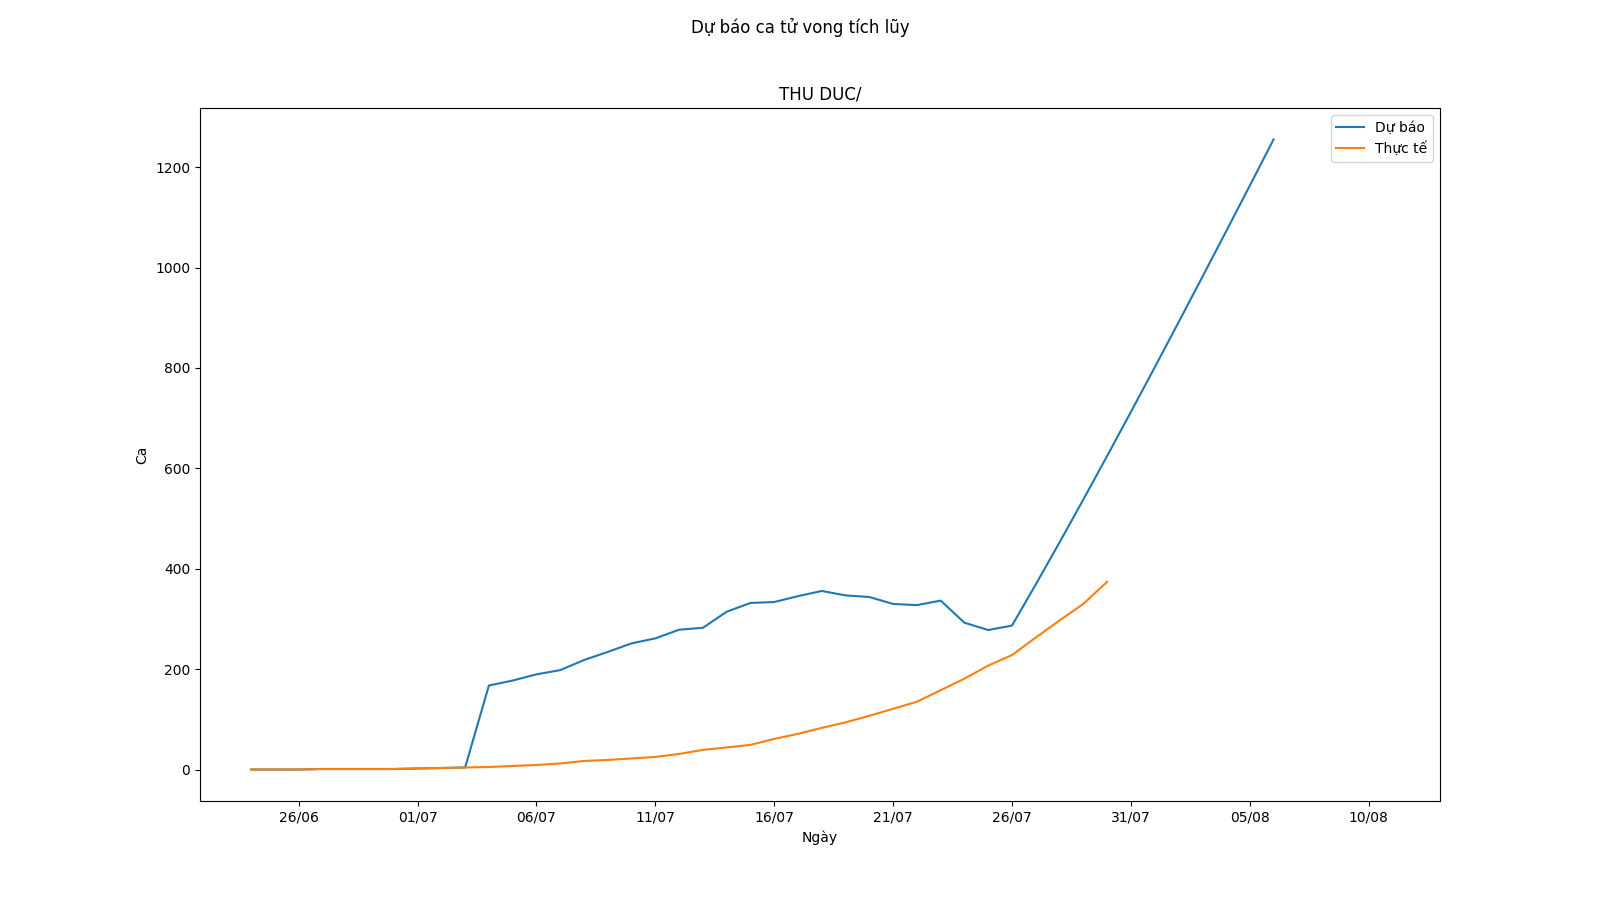 Dự báo ca tử vong tích lũy
THU DUC/
Dự báo
Thực tế
1200
1000
800
600
400
200
0
Ca
26/06 01/07 06/07 11/07 16/07 21/07 26/07 31/07 05/08 10/08
Ngày